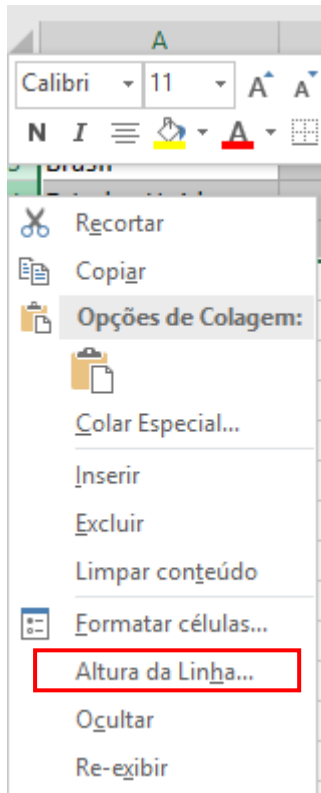 A
Calibri 11 A A
N I A
Brasil
Recortar
Copiar
Opções de Colagem:
Colar Especial...
Inserir
Excluir
Limpar conteúdo
Formatar células...
Altura da Linha...
Ocultar
Re-exibir